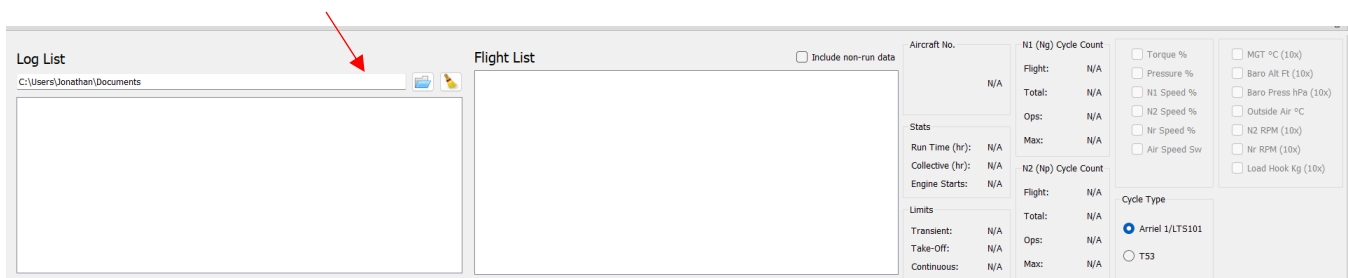 Log List
C:\Users\Jonathan\Documents
Flight List
Include non-run data
Aircraft No.
N/A
Stats
Run Time (hr): N/A
Collective (hr): N/A
Engine Starts: N/A
Limits
Transient: N/A
Take-Off: N/A
Continuous: N/A
N1 (Ng) Cycle Count
Flight: N/A
Total: N/A
Ops: N/A
Max: N/A
N2 (Np) Cycle Count
Flight: N/A
Total: N/A
Ops: N/A
Max: N/A
Torque %
Pressure %
N1 Speed %
N2 Speed %
Nr Speed %
Air Speed Sw
Cycle Type
Arriel 1/LTS101
T53
MGT ºC (10x)
Baro Alt Ft (10x)
Baro Press hPa (10x)
Outside Air ºC
N2 RPM (10x)
Nr RPM (10x)
Load Hook Kg (10x)